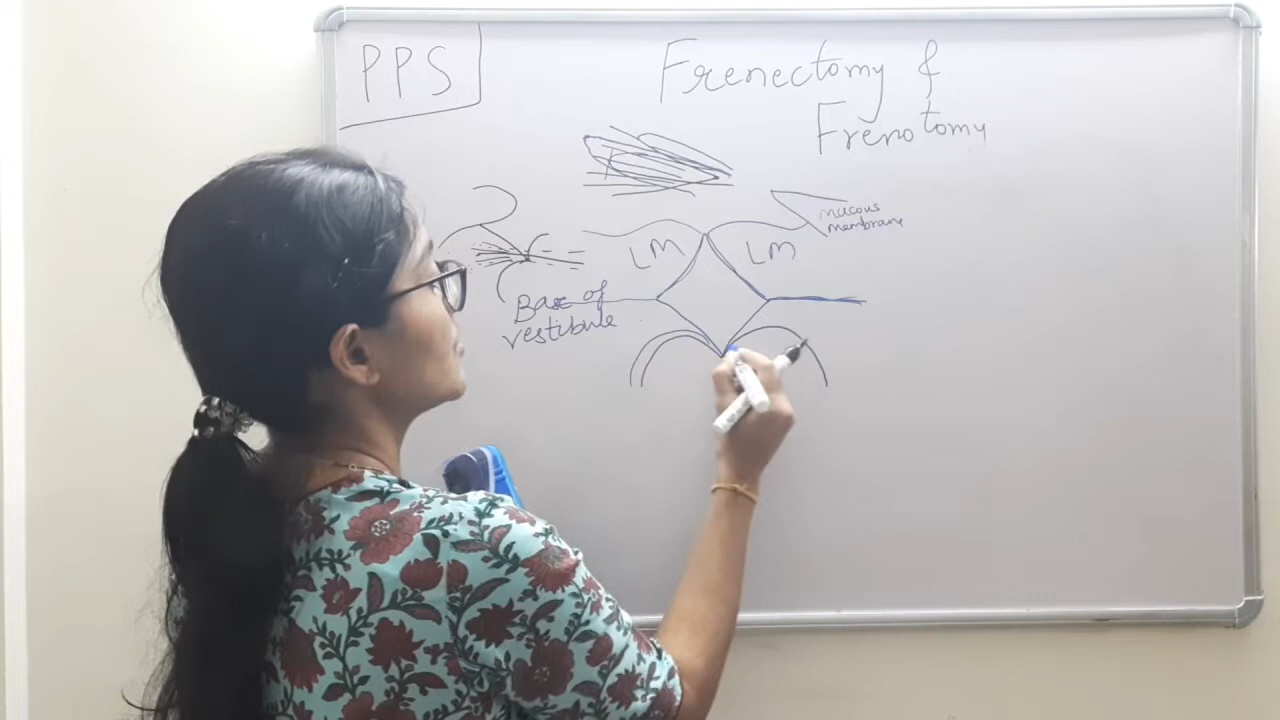 PPS
Frenectomy &
Frenotomy
mucous
membrane
LM LM
Base of
vestibule